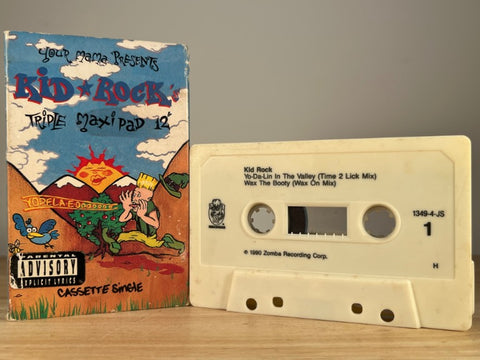 Your Mama Presents
Kid Rock's
Triple Maxi Pad 12"
YODELA-EOOOOOOOO
PARENTAL
ADVISORY
EXPLICIT LYRICS
CASSETTE SINGLE
Kid Rock
Yo-Da-Lin In The Valley (Time 2 Lick Mix)
Wax The Booty (Wax On Mix)
1349-4-JS
1
℗ 1990 Zomba Recording Corp.
H